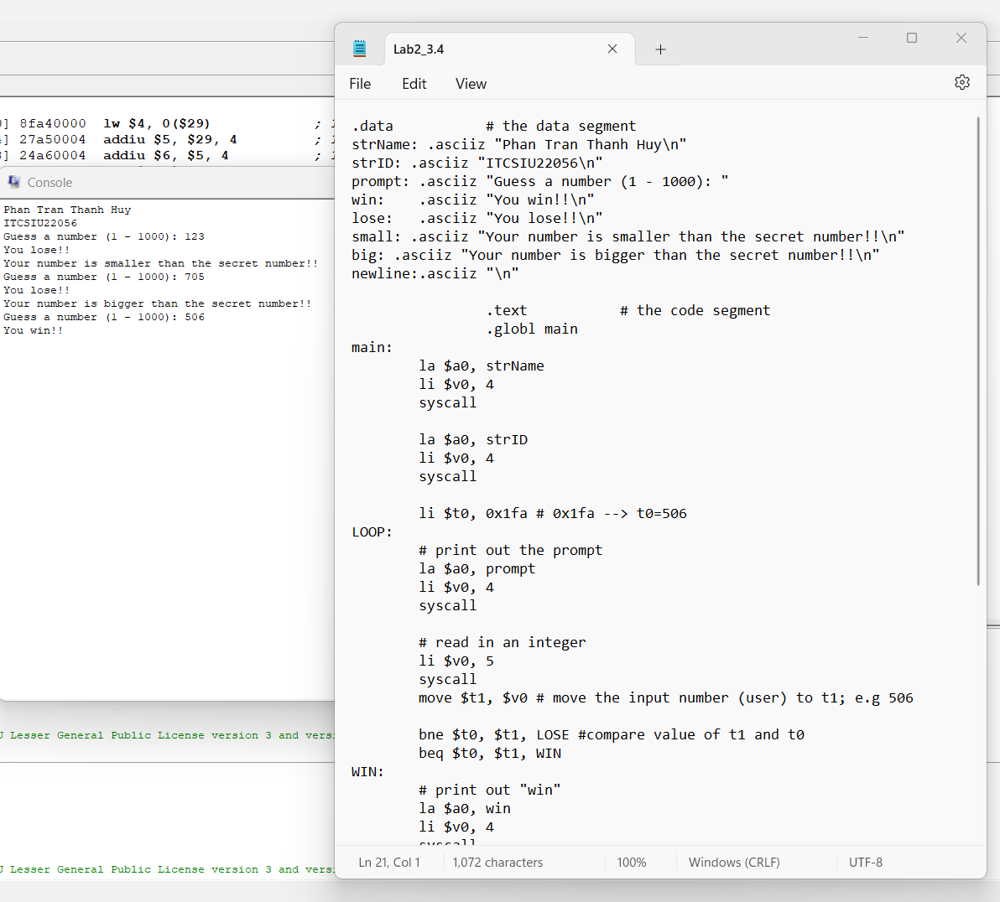 Lab2_3.4
File Edit View
] 8fa40000 lw $4, 0($29) ;
] 27a50004 addiu $5, $29, 4 ;
] 24a60004 addiu $6, $5, 4 ;
Console
Phan Tran Thanh Huy
ITCSIU22056
Guess a number (1 - 1000): 123
You lose!!
Your number is smaller than the secret number!!
Guess a number (1 - 1000): 705
You lose!!
Your number is bigger than the secret number!!
Guess a number (1 - 1000): 506
You win!!
Lesser General Public License version 3 and
Lesser General Public License version 3 and
.data # the data segment
strName: .asciiz "Phan Tran Thanh Huy\n"
strID: .asciiz "ITCSIU22056\n"
prompt: .asciiz "Guess a number (1 - 1000): "
win: .asciiz "You win!!\n"
lose: .asciiz "You lose!!\n"
small: .asciiz "Your number is smaller than the secret number!!\n"
big: .asciiz "Your number is bigger than the secret number!!\n"
newline:.asciiz "\n"
.text # the code segment
.globl main
main:
la $a0, strName
li $v0, 4
syscall
la $a0, strID
li $v0, 4
syscall
li $t0, 0x1fa # 0x1fa --> t0=506
LOOP:
# print out the prompt
la $a0, prompt
li $v0, 4
syscall
# read in an integer
li $v0, 5
syscall
move $t1, $v0 # move the input number (user) to t1; e.g 506
bne $t0, $t1, LOSE #compare value of t1 and t0
beq $t0, $t1, WIN
WIN:
# print out "win"
la $a0, win
li $v0, 4
syscall
Ln 21, Col 1 1,072 characters 100% Windows (CRLF) UTF-8